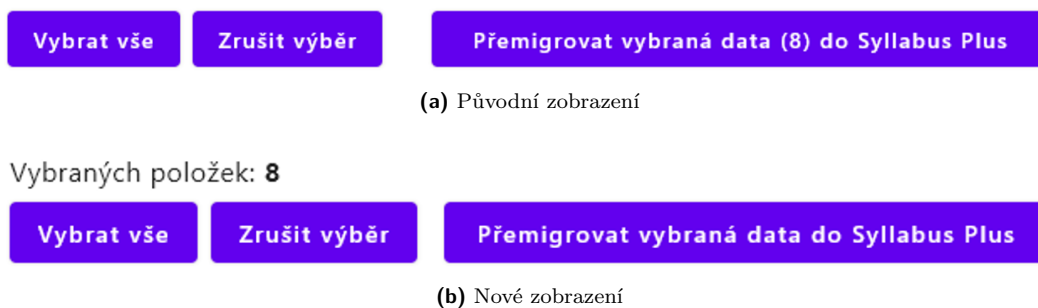 Vybrat vše Zrušit výběr Přemigrovat vybraná data (8) do Syllabus Plus
(a) Původní zobrazení
Vybraných položek: 8
Vybrat vše Zrušit výběr Přemigrovat vybraná data do Syllabus Plus
(b) Nové zobrazení